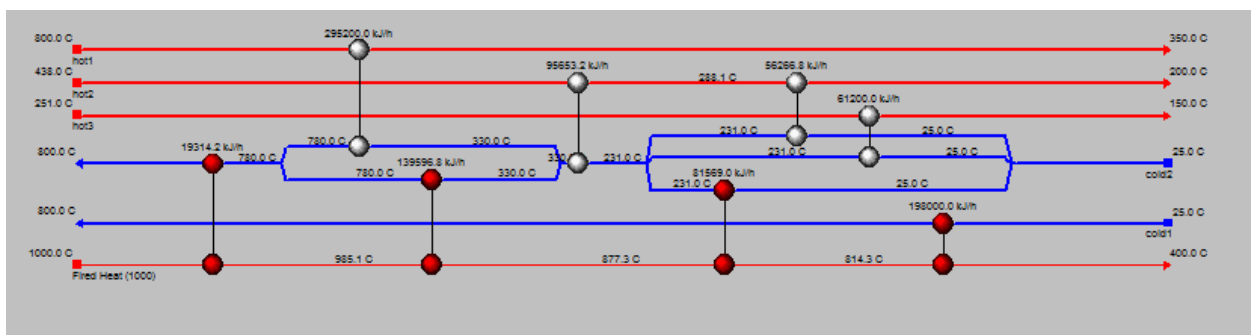 800.0 C
295200.0 kJ/h
350.0 C
hot1
438.0 C
95653.2 kJ/h
288.1 C
56266.8 kJ/h
200.0 C
hot2
251.0 C
61200.0 kJ/h
150.0 C
hot3
780.0 C
330.0 C
231.0 C
25.0 C
19314.2 kJ/h
800.0 C
780.0 C
139596.8 kJ/h
231.0 C
231.0 C
25.0 C
25.0 C
780.0 C
330.0 C
81569.0 kJ/h
231.0 C
25.0 C
cold2
800.0 C
198000.0 kJ/h
25.0 C
cold1
1000.0 C
985.1 C
877.3 C
814.3 C
400.0 C
Fired Heat (1000)